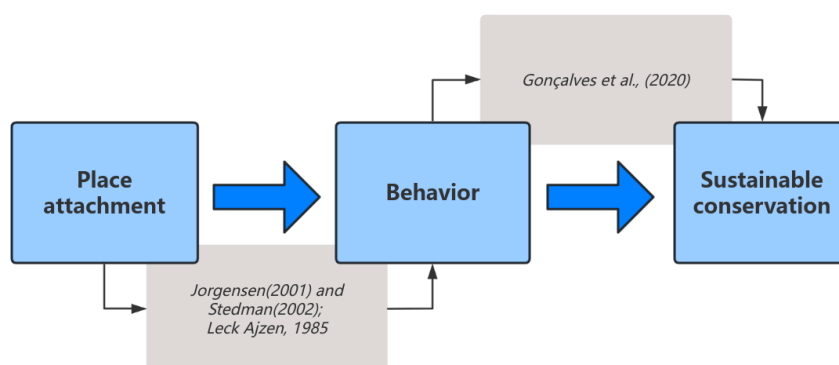 Gonçalves et al., (2020)
Place
attachment
Behavior
Sustainable
conservation
Jorgensen(2001) and
Stedman(2002);
Leck Ajzen, 1985